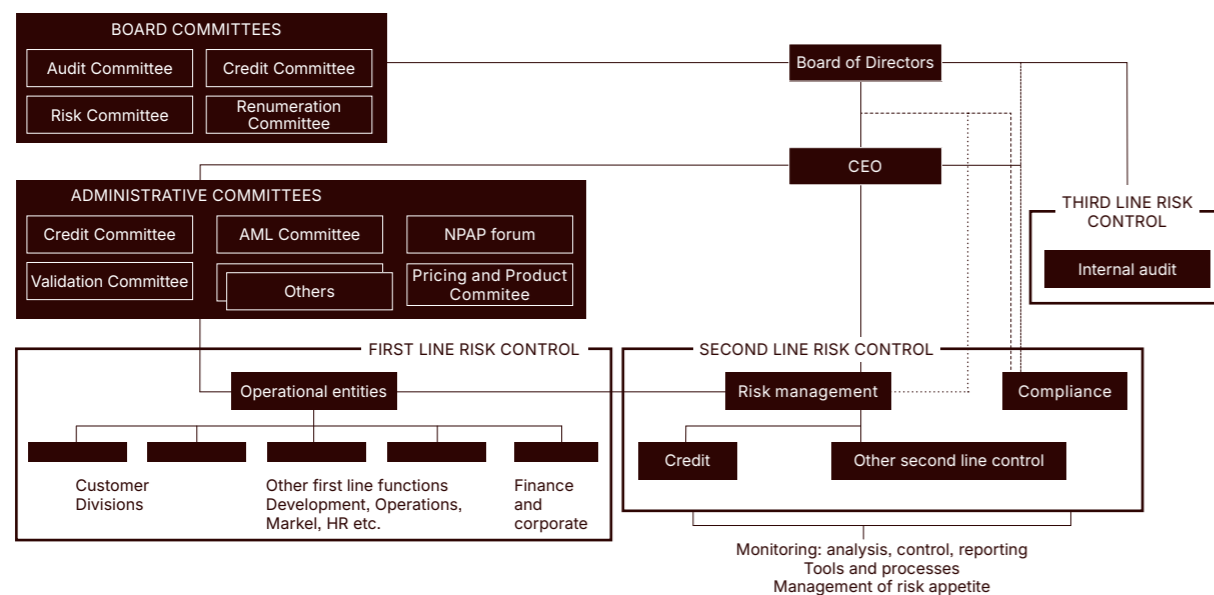 BOARD COMMITTEES
Audit Committee
Credit Committee
Risk Committee
Renumeration
Committee
Board of Directors
CEO
ADMINISTRATIVE COMMITTEES
Credit Committee
AML Committee
NPAP forum
Validation Committee
Others
Pricing and Product
Commitee
THIRD LINE RISK
CONTROL
Internal audit
FIRST LINE RISK CONTROL
Operational entities
Customer
Divisions
Other first line functions
Development, Operations,
Markel, HR etc.
Finance
and
corporate
SECOND LINE RISK CONTROL
Risk management
Compliance
Credit
Other second line control
Monitoring: analysis, control, reporting
Tools and processes
Management of risk appetite